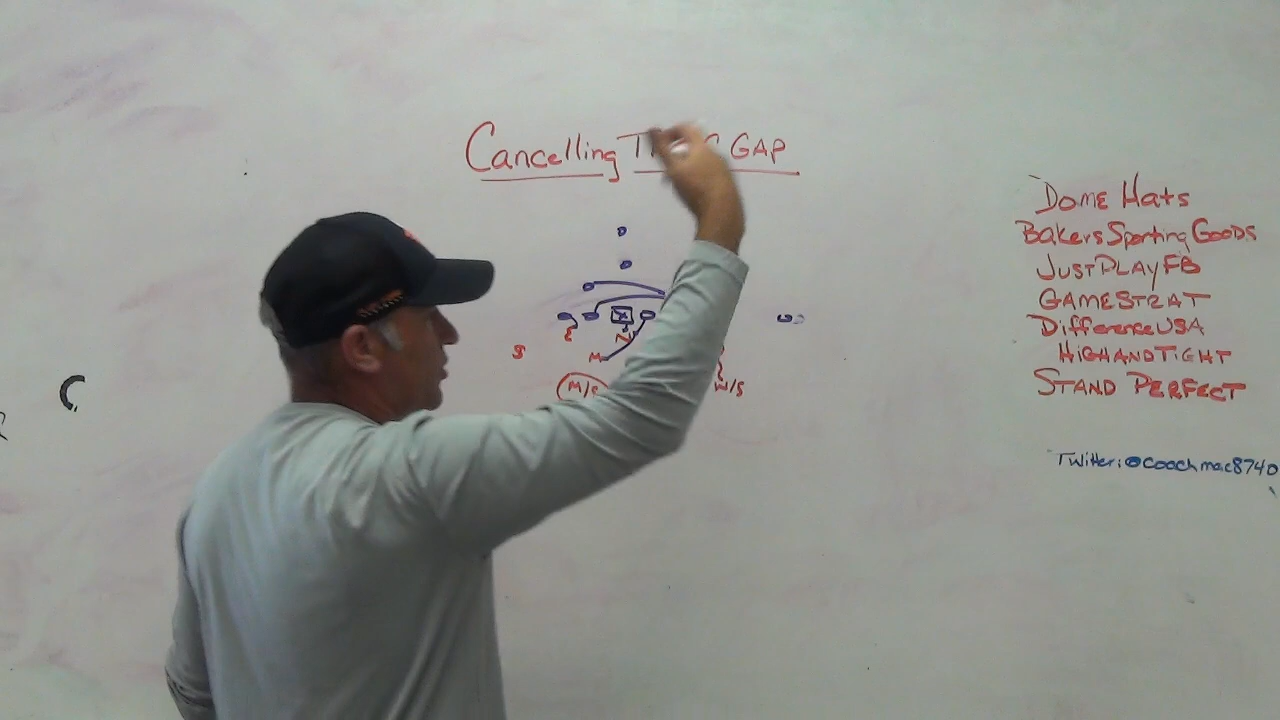 Cancelling GAP
DOME Hats
Bakers Sporting Goods
JUSTPLAYFB
GAMESTRAT
DifferenceUSA
HIGHANDTIGHT
STAND PERFECT
Twitter: @coachmac8740
S
E
N
M
M/S
W/S
C